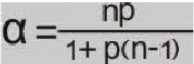 α = np / 1+ p(n-1)